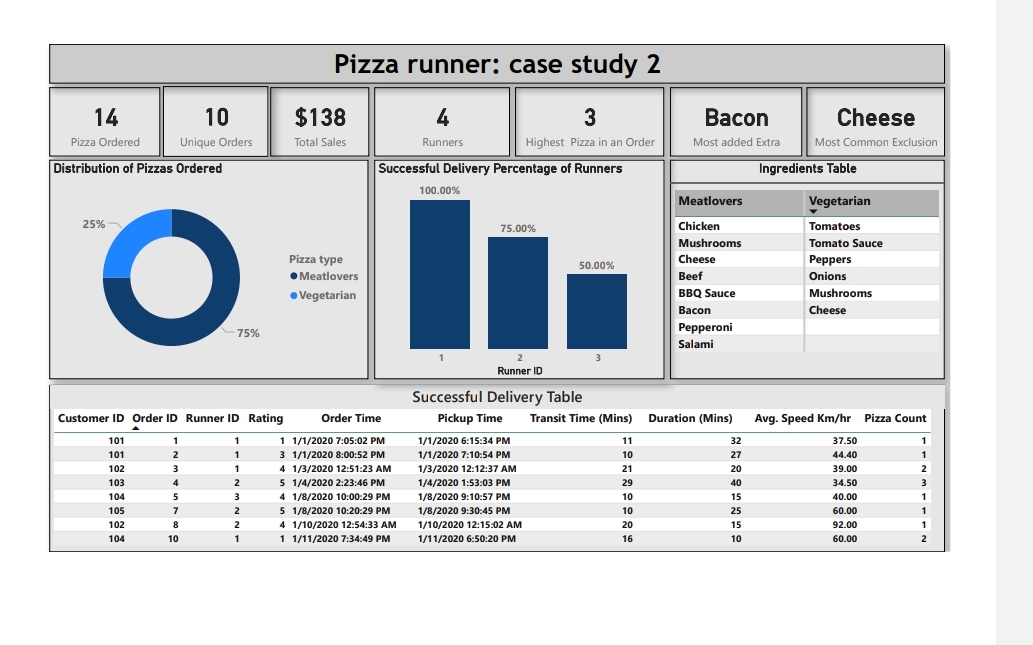 Pizza runner: case study 2
14
Pizza Ordered
10
Unique Orders
$138
Total Sales
4
Runners
3
Highest Pizza in an Order
Bacon
Most added Extra
Cheese
Most Common Exclusion
Distribution of Pizzas Ordered
25%
75%
Pizza type
Meatlovers
Vegetarian
Successful Delivery Percentage of Runners
100.00%
75.00%
50.00%
1 2 3
Runner ID
Ingredients Table
Meatlovers Vegetarian
Chicken Tomatoes
Mushrooms Tomato Sauce
Cheese Peppers
Beef Onions
BBQ Sauce Mushrooms
Bacon Cheese
Pepperoni
Salami
Successful Delivery Table
Customer ID Order ID Runner ID Rating Order Time Pickup Time Transit Time (Mins) Duration (Mins) Avg. Speed Km/hr Pizza Count
101 1 1 1 1/1/2020 7:05:02 PM 1/1/2020 6:15:34 PM 11 32 37.50 1
101 2 1 3 1/1/2020 8:00:52 PM 1/1/2020 7:10:54 PM 10 27 44.40 1
102 3 1 4 1/3/2020 12:51:23 AM 1/3/2020 12:12:37 AM 21 20 39.00 2
103 4 2 5 1/4/2020 2:23:46 PM 1/4/2020 1:53:03 PM 29 40 34.50 3
104 5 3 4 1/8/2020 10:00:29 PM 1/8/2020 9:10:57 PM 10 15 40.00 1
105 7 2 5 1/8/2020 10:20:29 PM 1/8/2020 9:30:45 PM 10 25 60.00 1
102 8 2 4 1/10/2020 12:54:33 AM 1/10/2020 12:15:02 AM 20 15 92.00 1
104 10 1 1 1/11/2020 7:34:49 PM 1/11/2020 6:50:20 PM 16 10 60.00 2